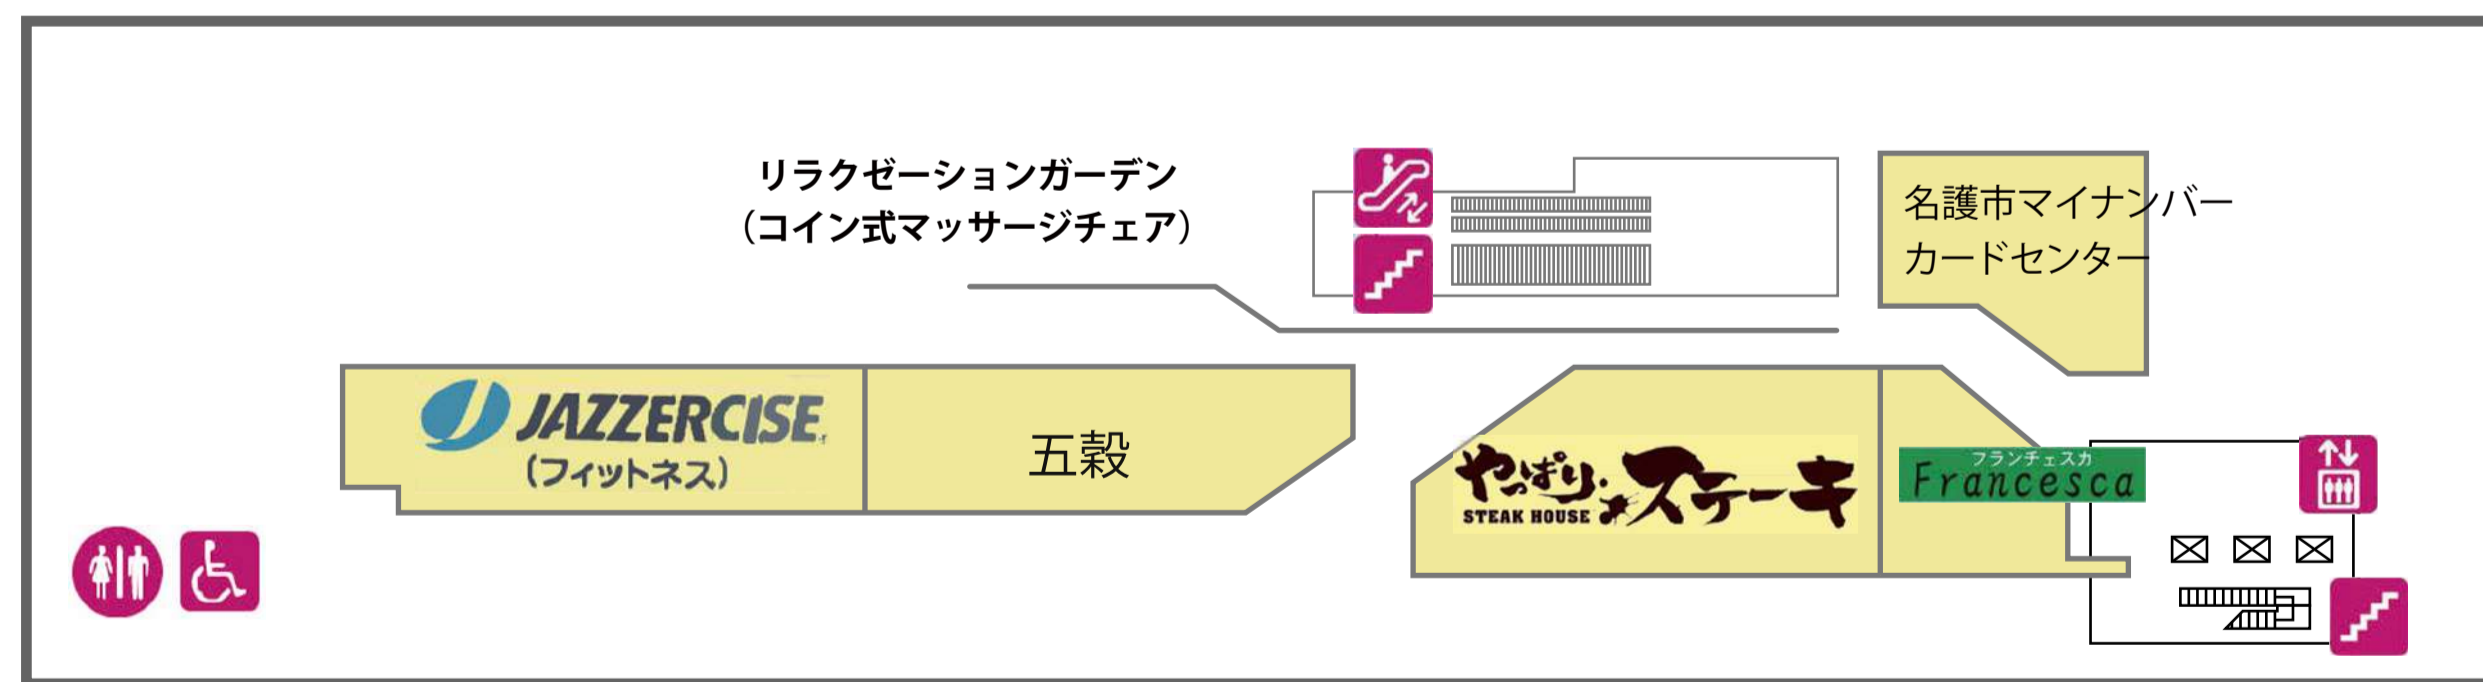 リラクゼーションガーデン
（コイン式マッサージチェア）
名護市マイナンバー
カードセンター
JAZZERCISE
（フィットネス）
五穀
やっぱり・ステーキ
STEAK HOUSE
フランチェスカ
Francesca